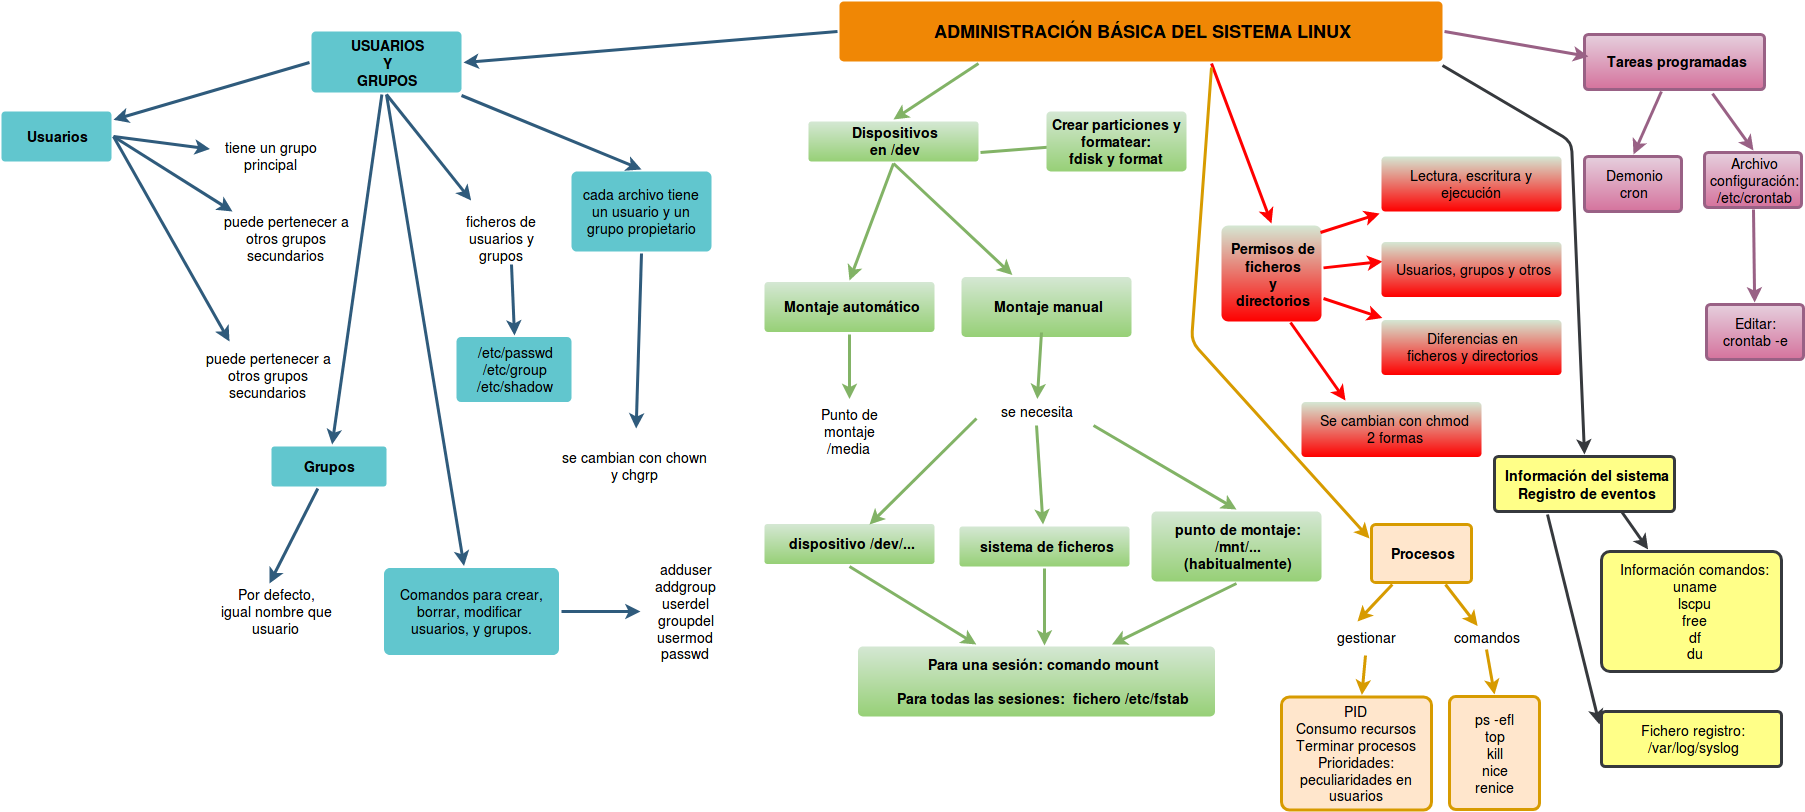 ADMINISTRACIÓN BÁSICA DEL SISTEMA LINUX
USUARIOS
Y
GRUPOS
Usuarios
tiene un grupo
principal
puede pertenecer a
otros grupos
secundarios
puede pertenecer a
otros grupos
secundarios
Grupos
Por defecto,
igual nombre que
usuario
ficheros de
usuarios y
grupos
/etc/passwd
/etc/group
/etc/shadow
Comandos para crear,
borrar, modificar
usuarios, y grupos.
adduser
addgroup
userdel
groupdel
usermod
passwd
cada archivo tiene
un usuario y un
grupo propietario
se cambian con chown
y chgrp
Dispositivos
en /dev
Crear particiones y
formatear:
fdisk y format
Montaje automático
Punto de
montaje
/media
Montaje manual
se necesita
dispositivo /dev/...
sistema de ficheros
punto de montaje:
/mnt/...
(habitualmente)
Para una sesión: comando mount
Para todas las sesiones: fichero /etc/fstab
Permisos de
ficheros
y
directorios
Lectura, escritura y
ejecución
Usuarios, grupos y otros
Diferencias en
ficheros y directorios
Se cambian con chmod
2 formas
Procesos
gestionar
PID
Consumo recursos
Terminar procesos
Prioridades:
peculiaridades en
usuarios
comandos
ps -efl
top
kill
nice
renice
Información del sistema
Registro de eventos
Información comandos:
uname
lscpu
free
df
du
Fichero registro:
/var/log/syslog
Tareas programadas
Demonio
cron
Archivo
configuración:
/etc/crontab
Editar:
crontab -e